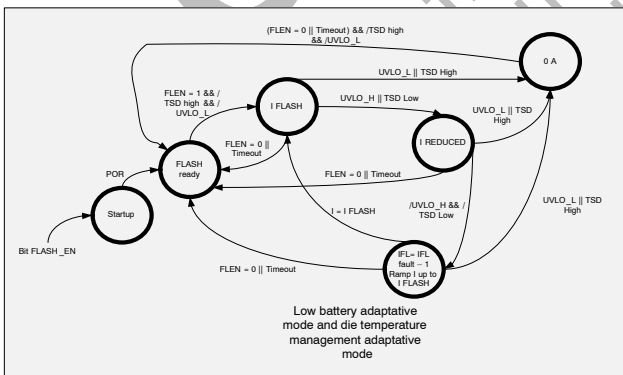 (FLEN = 0 || Timeout) && /TSD high
&& /UVLO_L
0 A
UVLO_L || TSD High
FLEN = 1 && /
TSD high && /
UVLO_L
I FLASH
UVLO_H || TSD Low
UVLO_L || TSD
High
I REDUCED
FLEN = 0 ||
Timeout
FLASH
ready
POR
FLEN = 0 || Timeout
Startup
/UVLO_H && /
TSD Low
UVLO_L || TSD
High
I = I FLASH
Bit FLASH_EN
IFL= IFL
fault − 1
Ramp I up to
I FLASH
FLEN = 0 || Timeout
Low battery adaptative
mode and die temperature
management adaptative
mode